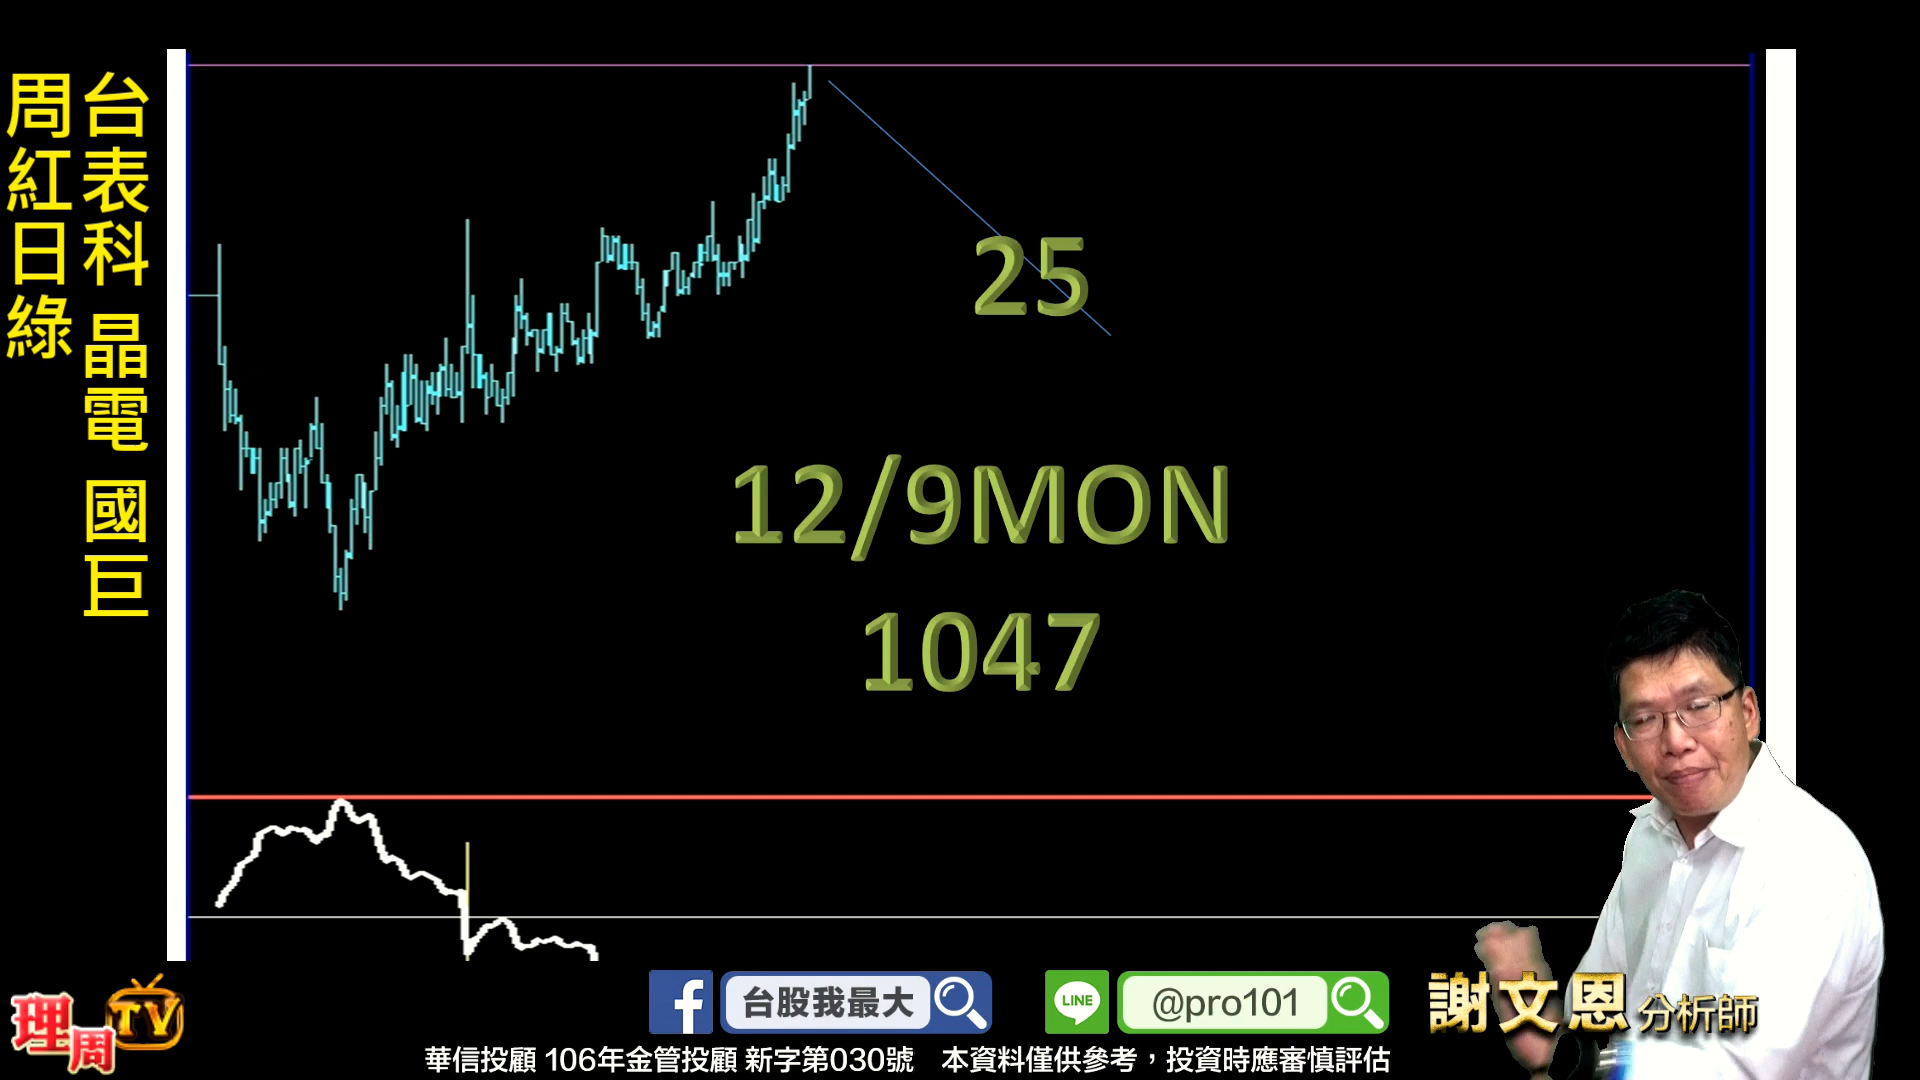 台表科 晶電 國巨
周紅日綠
25
12/9MON
1047
理周TV
f 台股我最大
LINE @pro101
謝文恩 分析師
華信投顧 106年金管投顧 新字第030號 本資料僅供參考，投資時應審慎評估